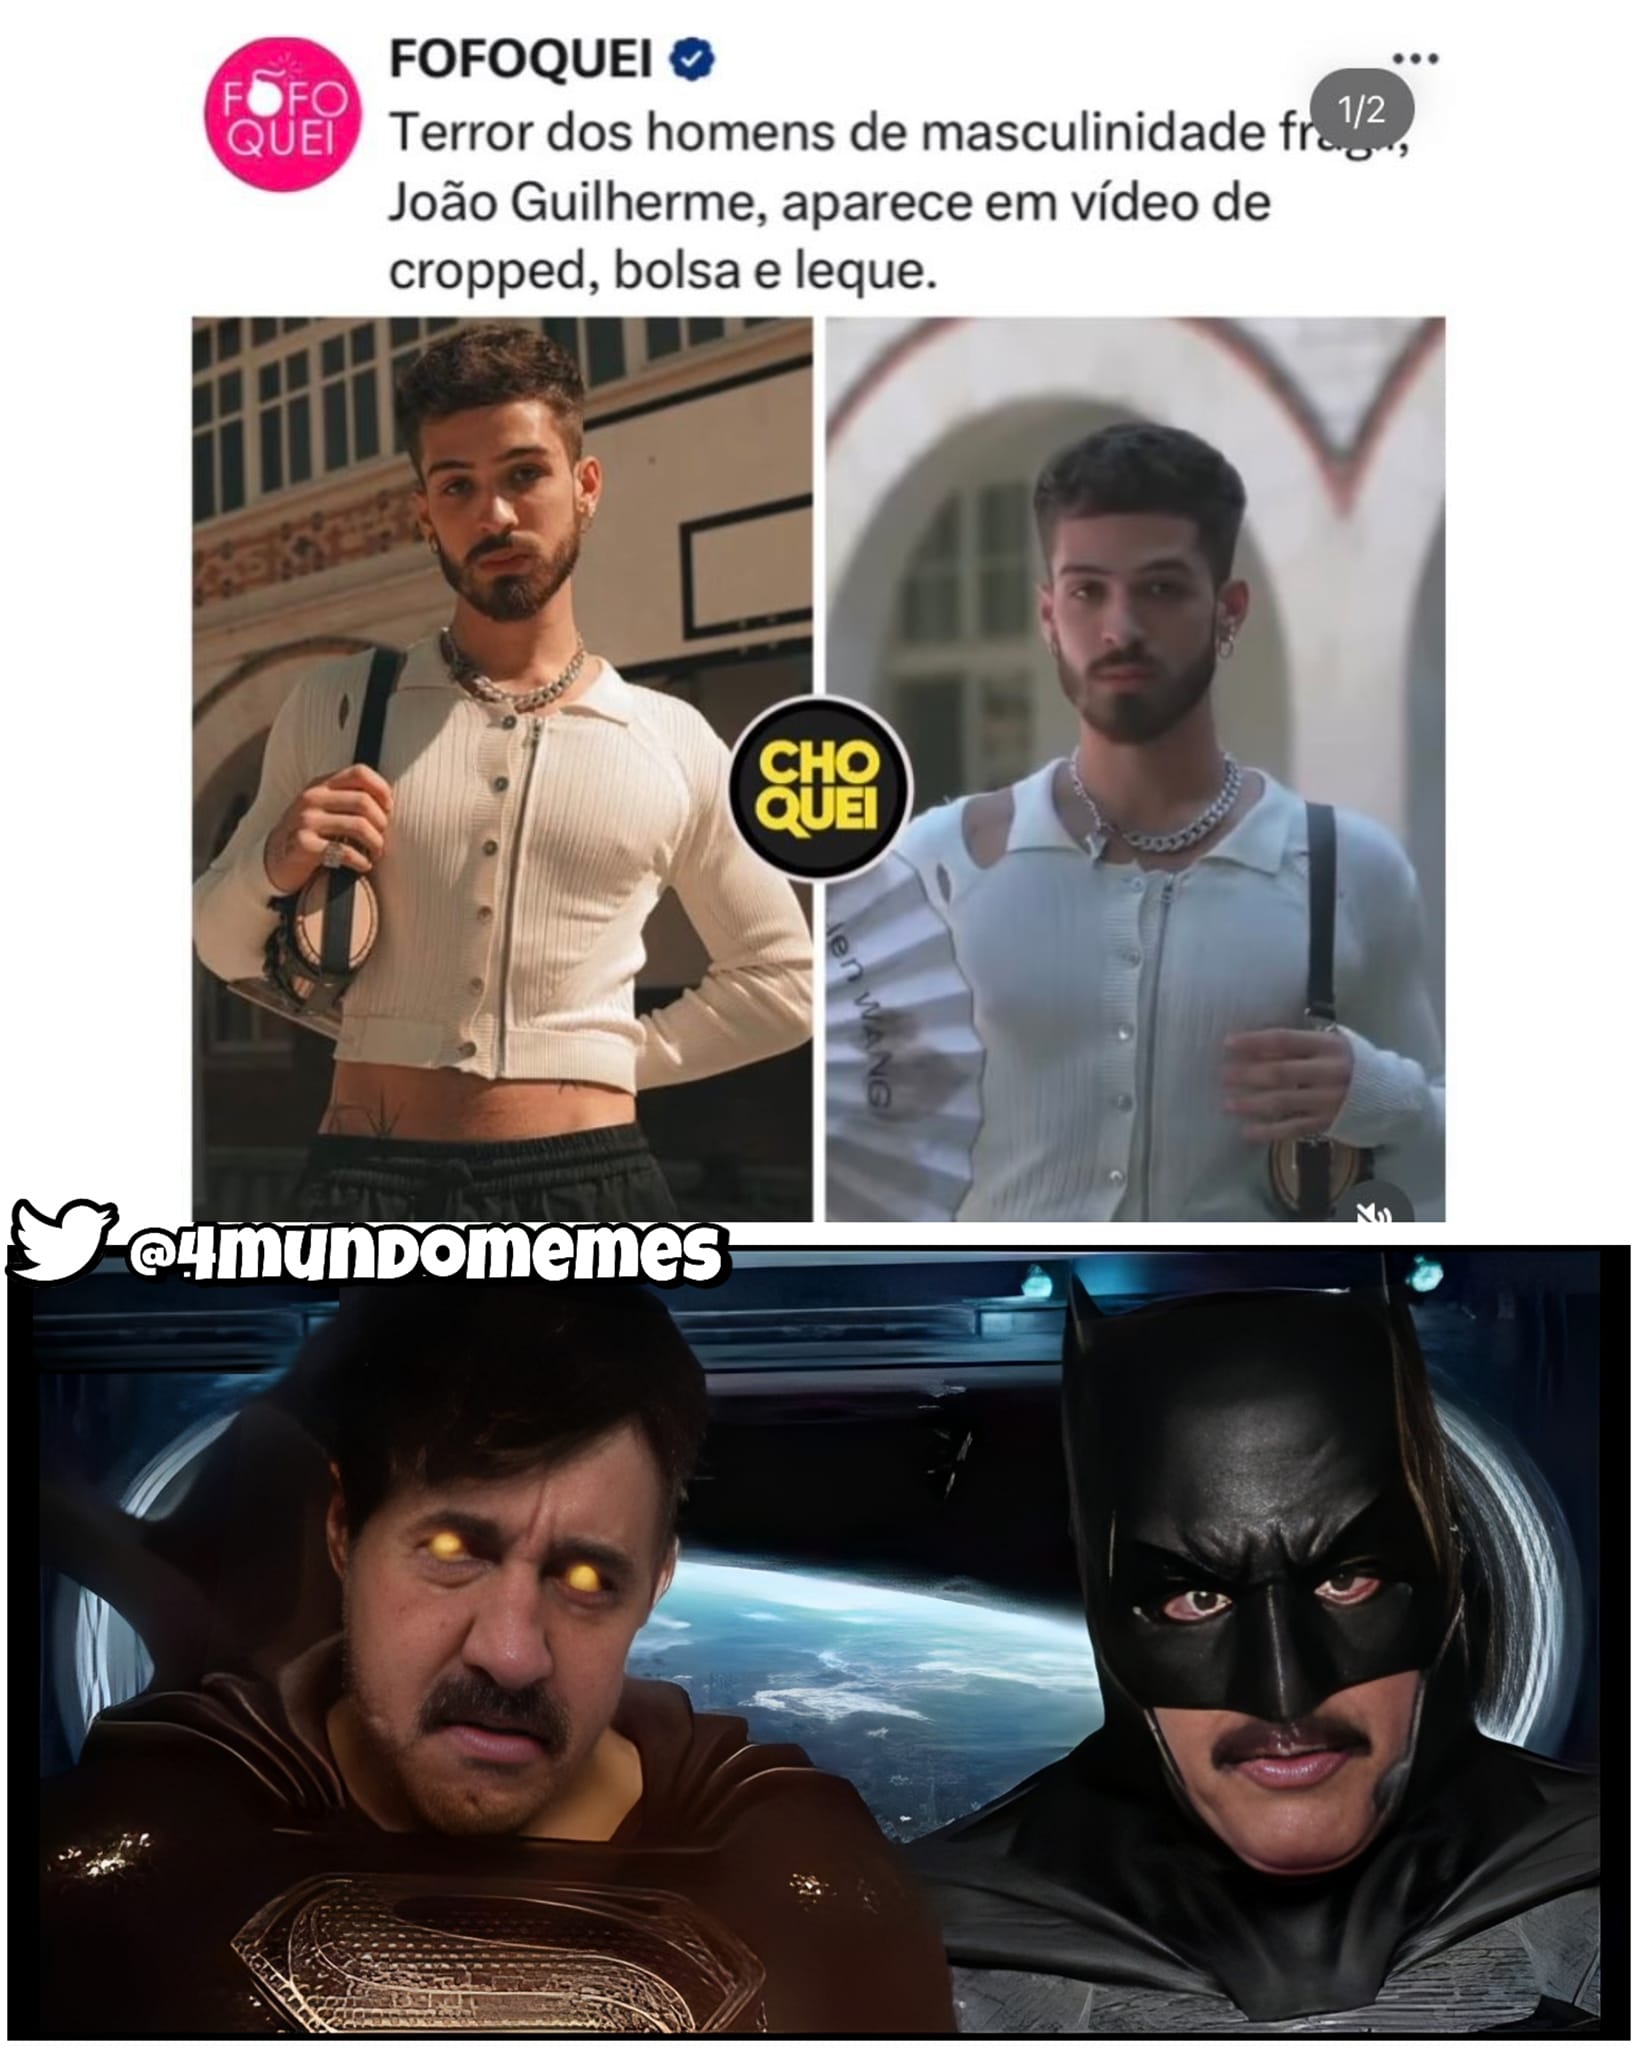 FOFO
QUEI
FOFOQUEI
1/2
Terror dos homens de masculinidade
João Guilherme, aparece em vídeo de
cropped, bolsa e leque.
CHO
QUEI
WANG
@4mundomemes